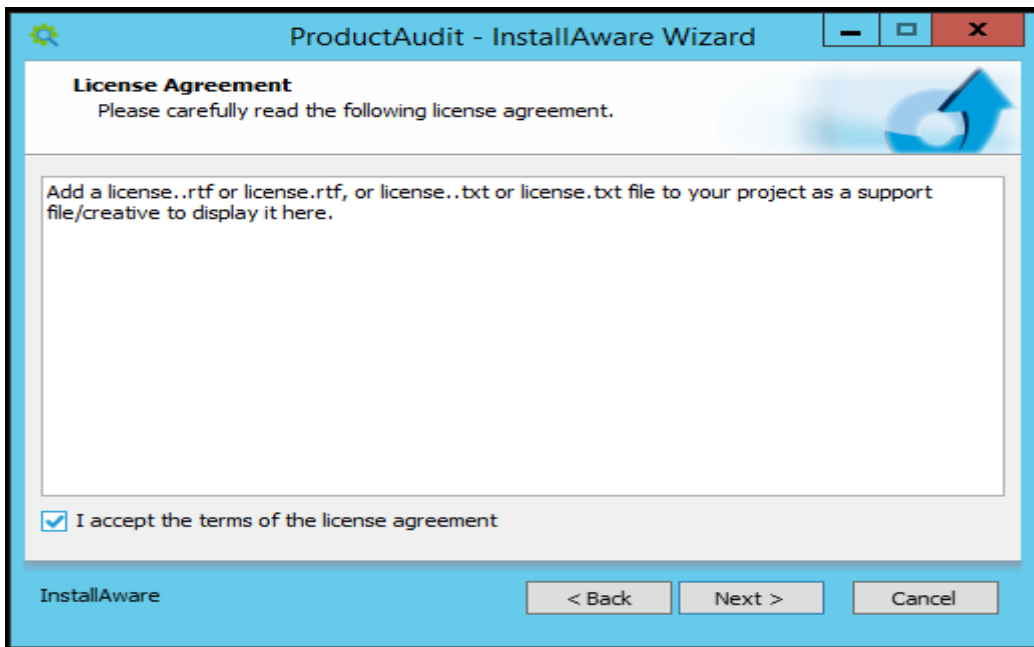 ProductAudit - InstallAware Wizard
License Agreement
Please carefully read the following license agreement.
Add a license..rtf or license.rtf, or license..txt or license.txt file to your project as a support
file/creative to display it here.
I accept the terms of the license agreement
InstallAware
< Back
Next >
Cancel